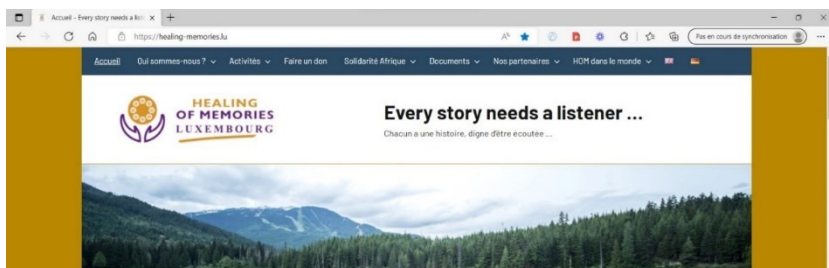 Accueil - Every story needs a list
https://healing-memories.lu
Pas en cours de synchronisation
Accueil Qui sommes-nous ? Activités Faire un don Solidarité Afrique Documents Nos partenaires HOM dans le monde
HEALING
OF MEMORIES
LUXEMBOURG
Every story needs a listener ...
Chacun a une histoire, digne d'être écoutée ...